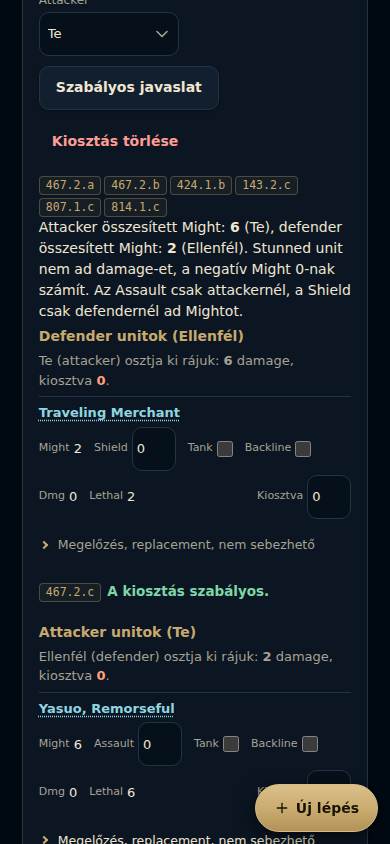 Attacker
Te
Szabályos javaslat
Kiosztás törlése
467.2.a 467.2.b 424.1.b 143.2.c
807.1.c 814.1.c
Attacker összesített Might: 6 (Te), defender
összesített Might: 2 (Ellenfél). Stunned unit
nem ad damage-et, a negatív Might 0-nak
számít. Az Assault csak attackernél, a Shield
csak defendernél ad Mightot.
Defender unitok (Ellenfél)
Te (attacker) osztja ki rájuk: 6 damage,
kiosztva 0.
Traveling Merchant
Might 2 Shield 0 Tank Backline
Dmg 0 Lethal 2 Kiosztva 0
Megelőzés, replacement, nem sebezhető
467.2.c A kiosztás szabályos.
Attacker unitok (Te)
Ellenfél (defender) osztja ki rájuk: 2 damage,
kiosztva 0.
Yasuo, Remorseful
Might 6 Assault 0 Tank Backline
Dmg 0 Lethal 6
+ Új lépés
Megelőzés, replacement, nem sebezhető